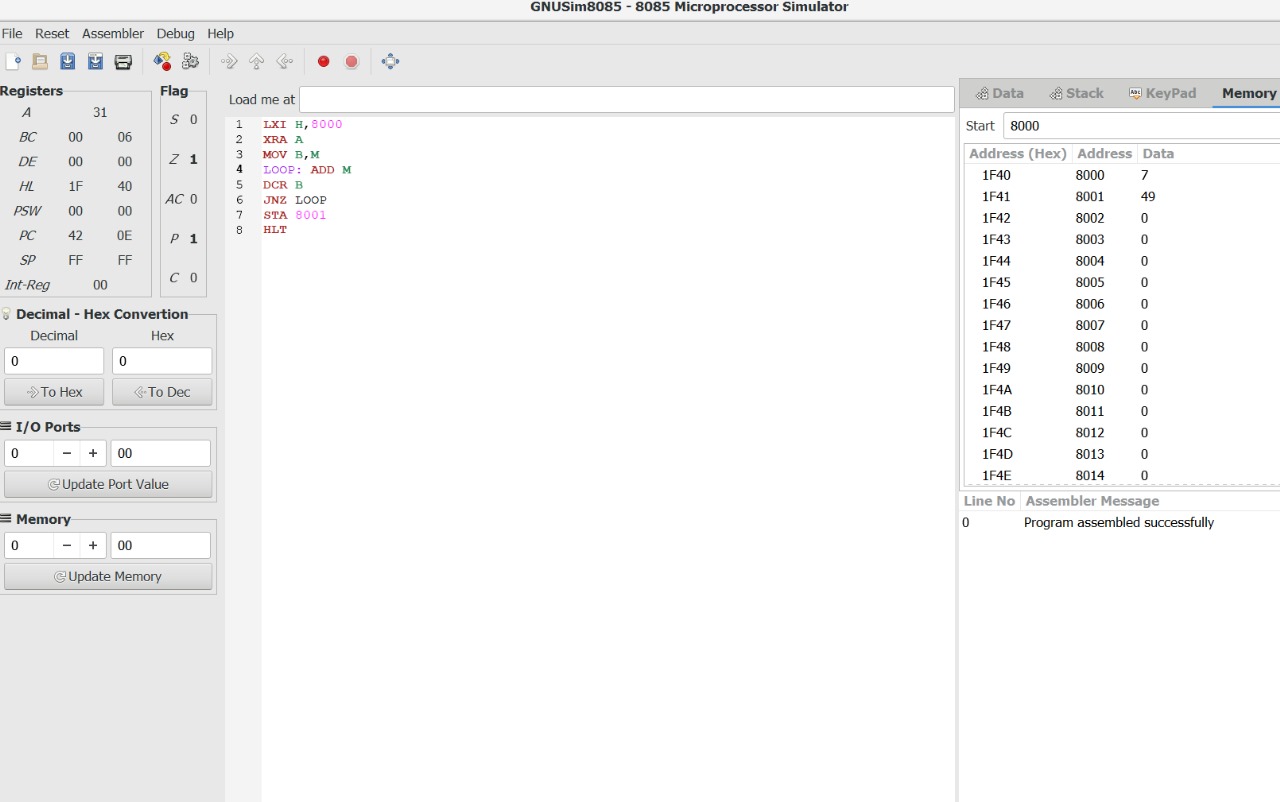 GNUSim8085 - 8085 Microprocessor Simulator
File Reset Assembler Debug Help
Registers
A 31
BC 00 06
DE 00 00
HL 1F 40
PSW 00 00
PC 42 0E
SP FF FF
Int-Reg 00
Flag
S 0
Z 1
AC 0
P 1
C 0
Decimal - Hex Convertion
Decimal Hex
0 0
To Hex To Dec
I/O Ports
0 − + 00
Update Port Value
Memory
0 − + 00
Update Memory
Load me at
1 LXI H,8000
2 XRA A
3 MOV B,M
4 LOOP: ADD M
5 DCR B
6 JNZ LOOP
7 STA 8001
8 HLT
Data Stack Abc KeyPad Memory
Start 8000
Address (Hex) Address Data
1F40 8000 7
1F41 8001 49
1F42 8002 0
1F43 8003 0
1F44 8004 0
1F45 8005 0
1F46 8006 0
1F47 8007 0
1F48 8008 0
1F49 8009 0
1F4A 8010 0
1F4B 8011 0
1F4C 8012 0
1F4D 8013 0
1F4E 8014 0
Line No Assembler Message
0 Program assembled successfully